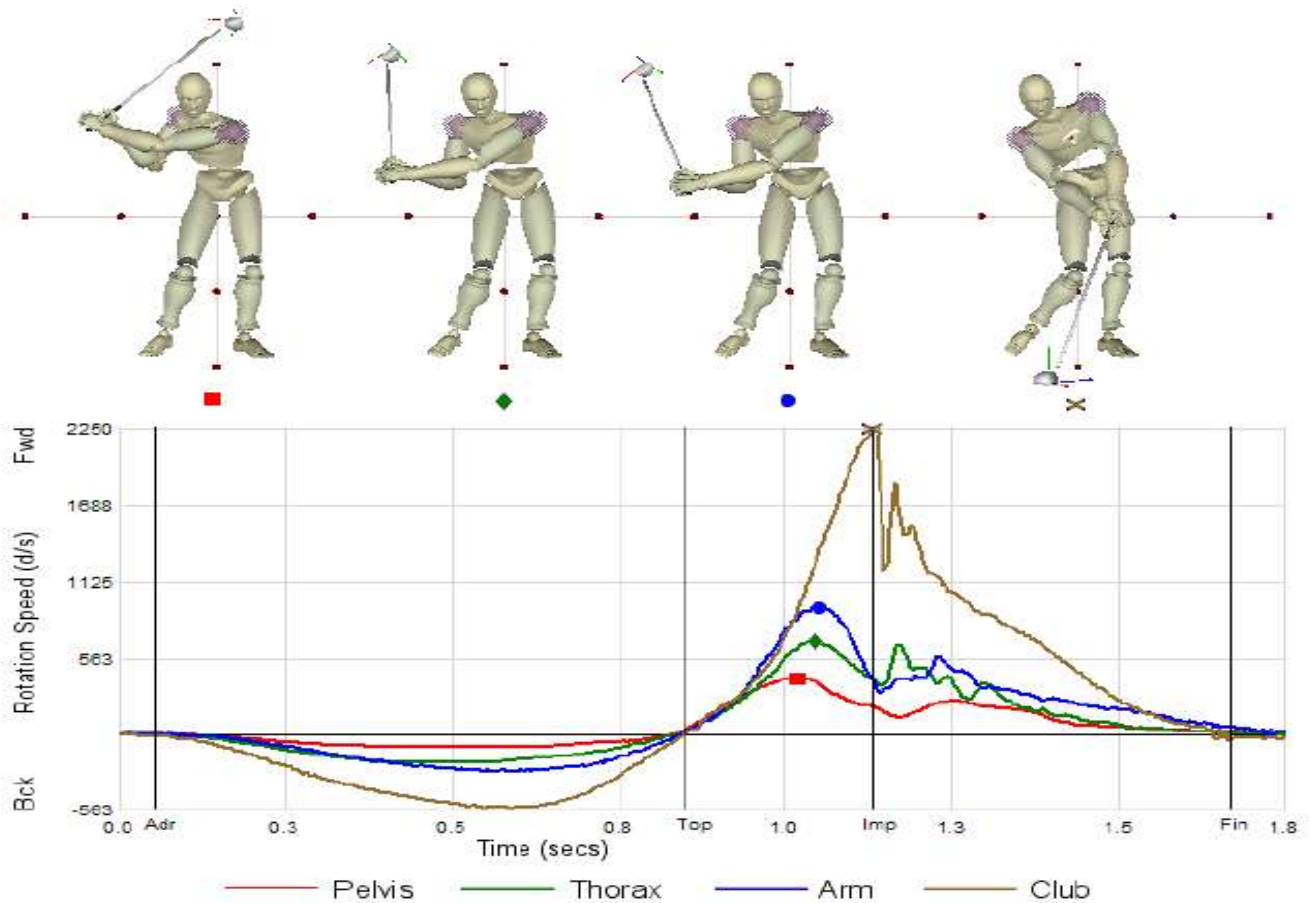 Fwd
Rotation Speed (d/s)
Bck
2250
1688
1125
563
-563
0.0 Adr 0.3 0.5 0.8 Top 1.0 Imp 1.3 1.5 Fin 1.8
Time (secs)
Pelvis Thorax Arm Club